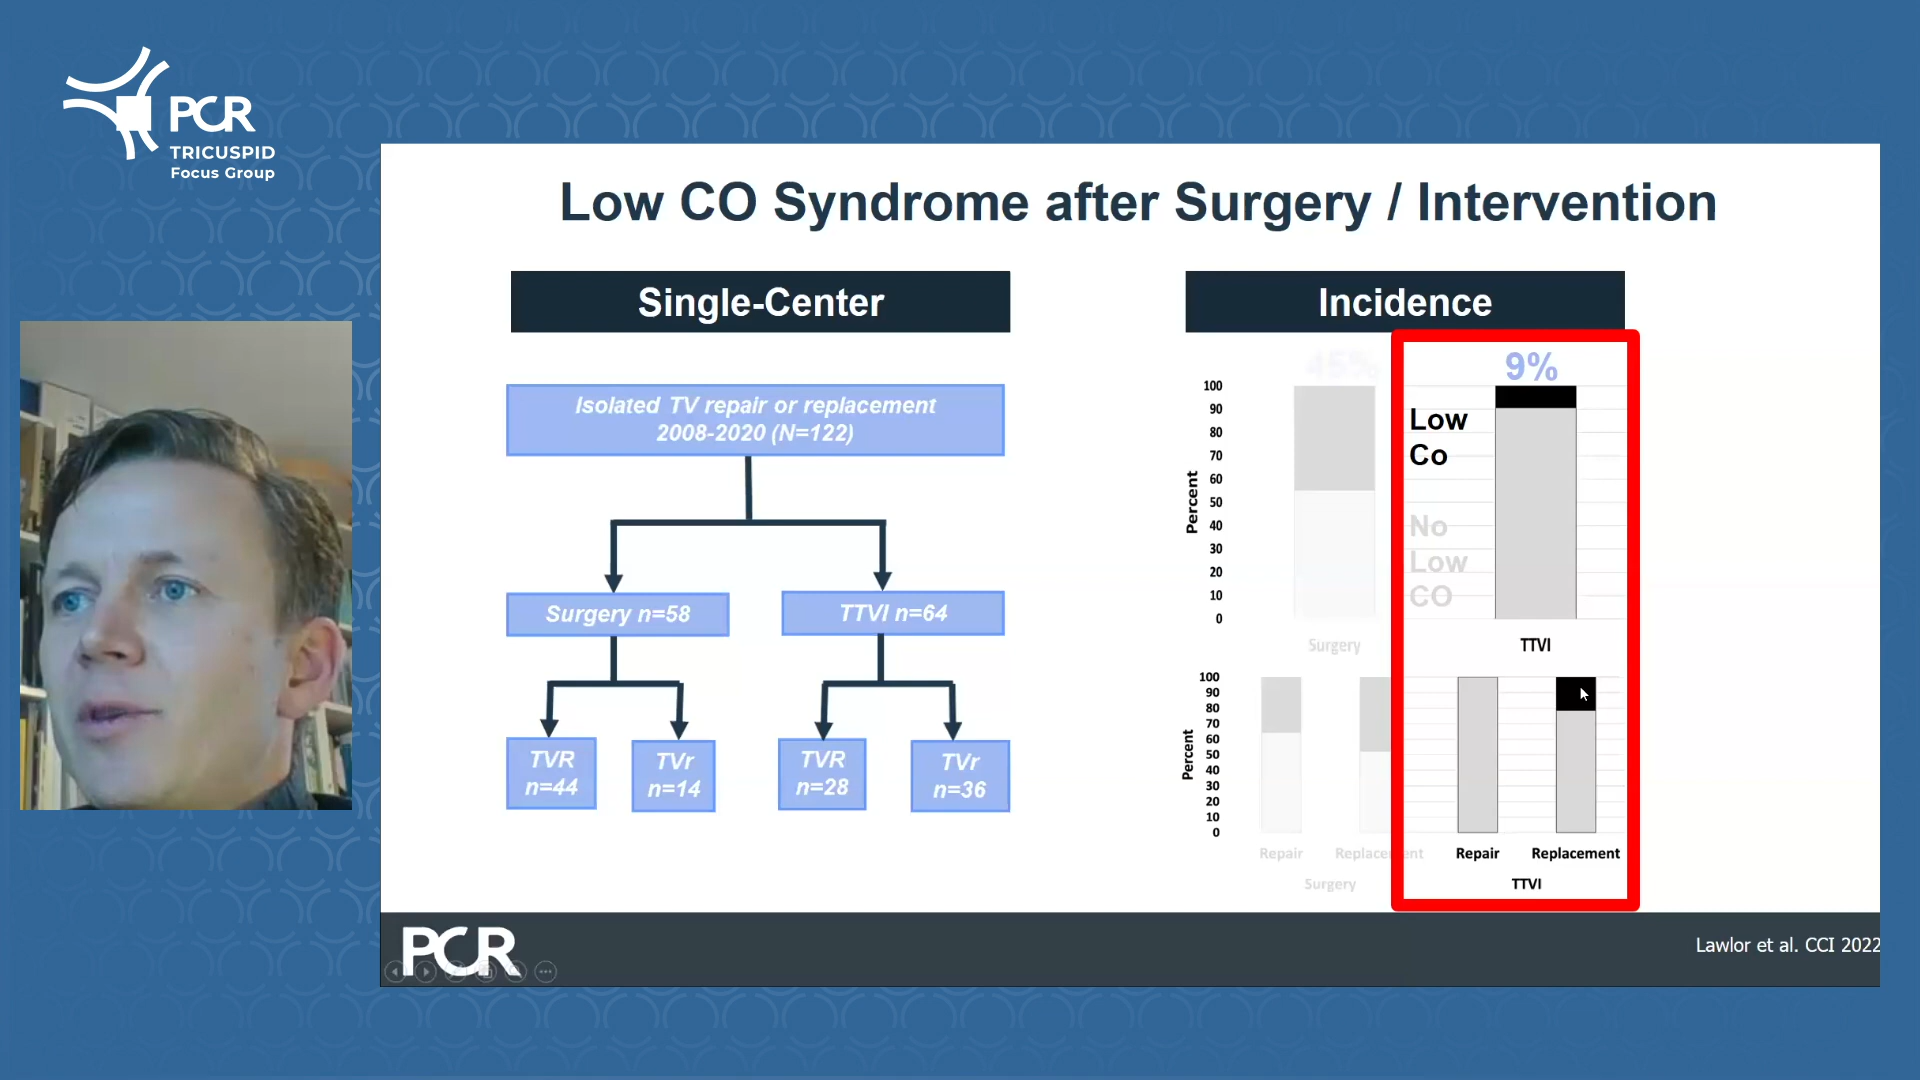 PCR
TRICUSPID
Focus Group
Low CO Syndrome after Surgery / Intervention
Single-Center
Isolated TV repair or replacement
2008-2020 (N=122)
Surgery n=58
TTVI n=64
TVR
n=44
TVr
n=14
TVR
n=28
TVr
n=36
Incidence
45%
9%
100
90
80
70
60
50
40
30
20
10
0
Percent
Low
Co
No
Low
CO
Surgery
TTVI
100
90
80
70
60
50
40
30
20
10
0
Percent
Repair
Replacement
Repair
Replacement
Surgery
TTVI
PCR
Lawlor et al. CCI 2022